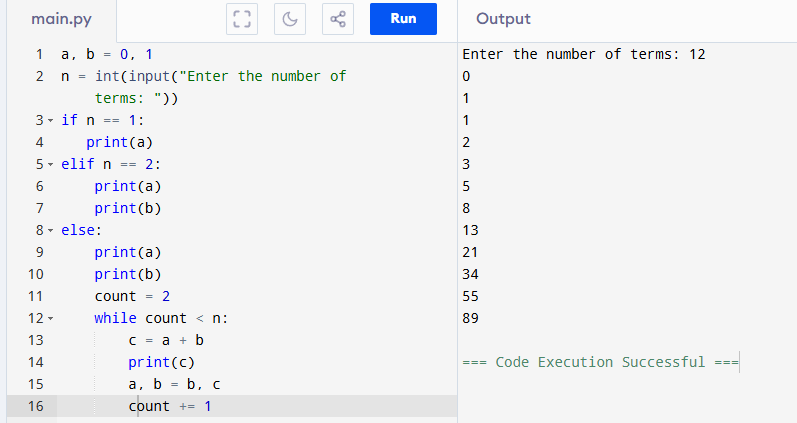 main.py
Run
Output
1 a, b = 0, 1
2 n = int(input("Enter the number of
terms: "))
3 if n == 1:
4    print(a)
5 elif n == 2:
6     print(a)
7     print(b)
8 else:
9     print(a)
10     print(b)
11     count = 2
12     while count < n:
13         c = a + b
14         print(c)
15         a, b = b, c
16         count += 1
Enter the number of terms: 12
0
1
1
2
3
5
8
13
21
34
55
89
=== Code Execution Successful ===